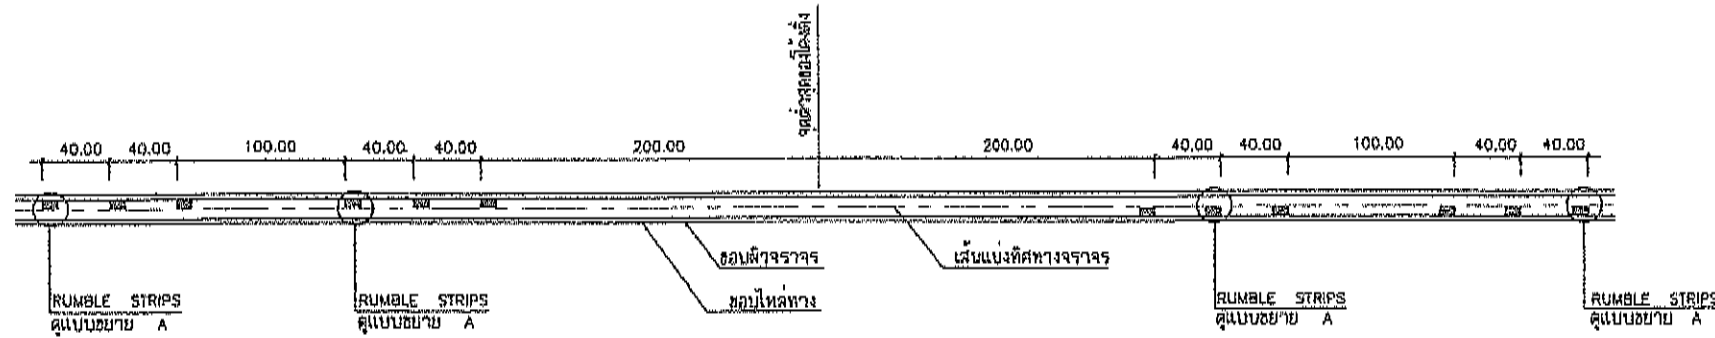 จุดต่ำสุดของโค้งดิ่ง
40.00 40.00 100.00 40.00 40.00 200.00 200.00 40.00 40.00 100.00 40.00 40.00
ขอบผิวจราจร
เส้นแบ่งทิศทางจราจร
ขอบไหล่ทาง
RUMBLE STRIPS
ดูแบบขยาย A
RUMBLE STRIPS
ดูแบบขยาย A
RUMBLE STRIPS
ดูแบบขยาย A
RUMBLE STRIPS
ดูแบบขยาย A